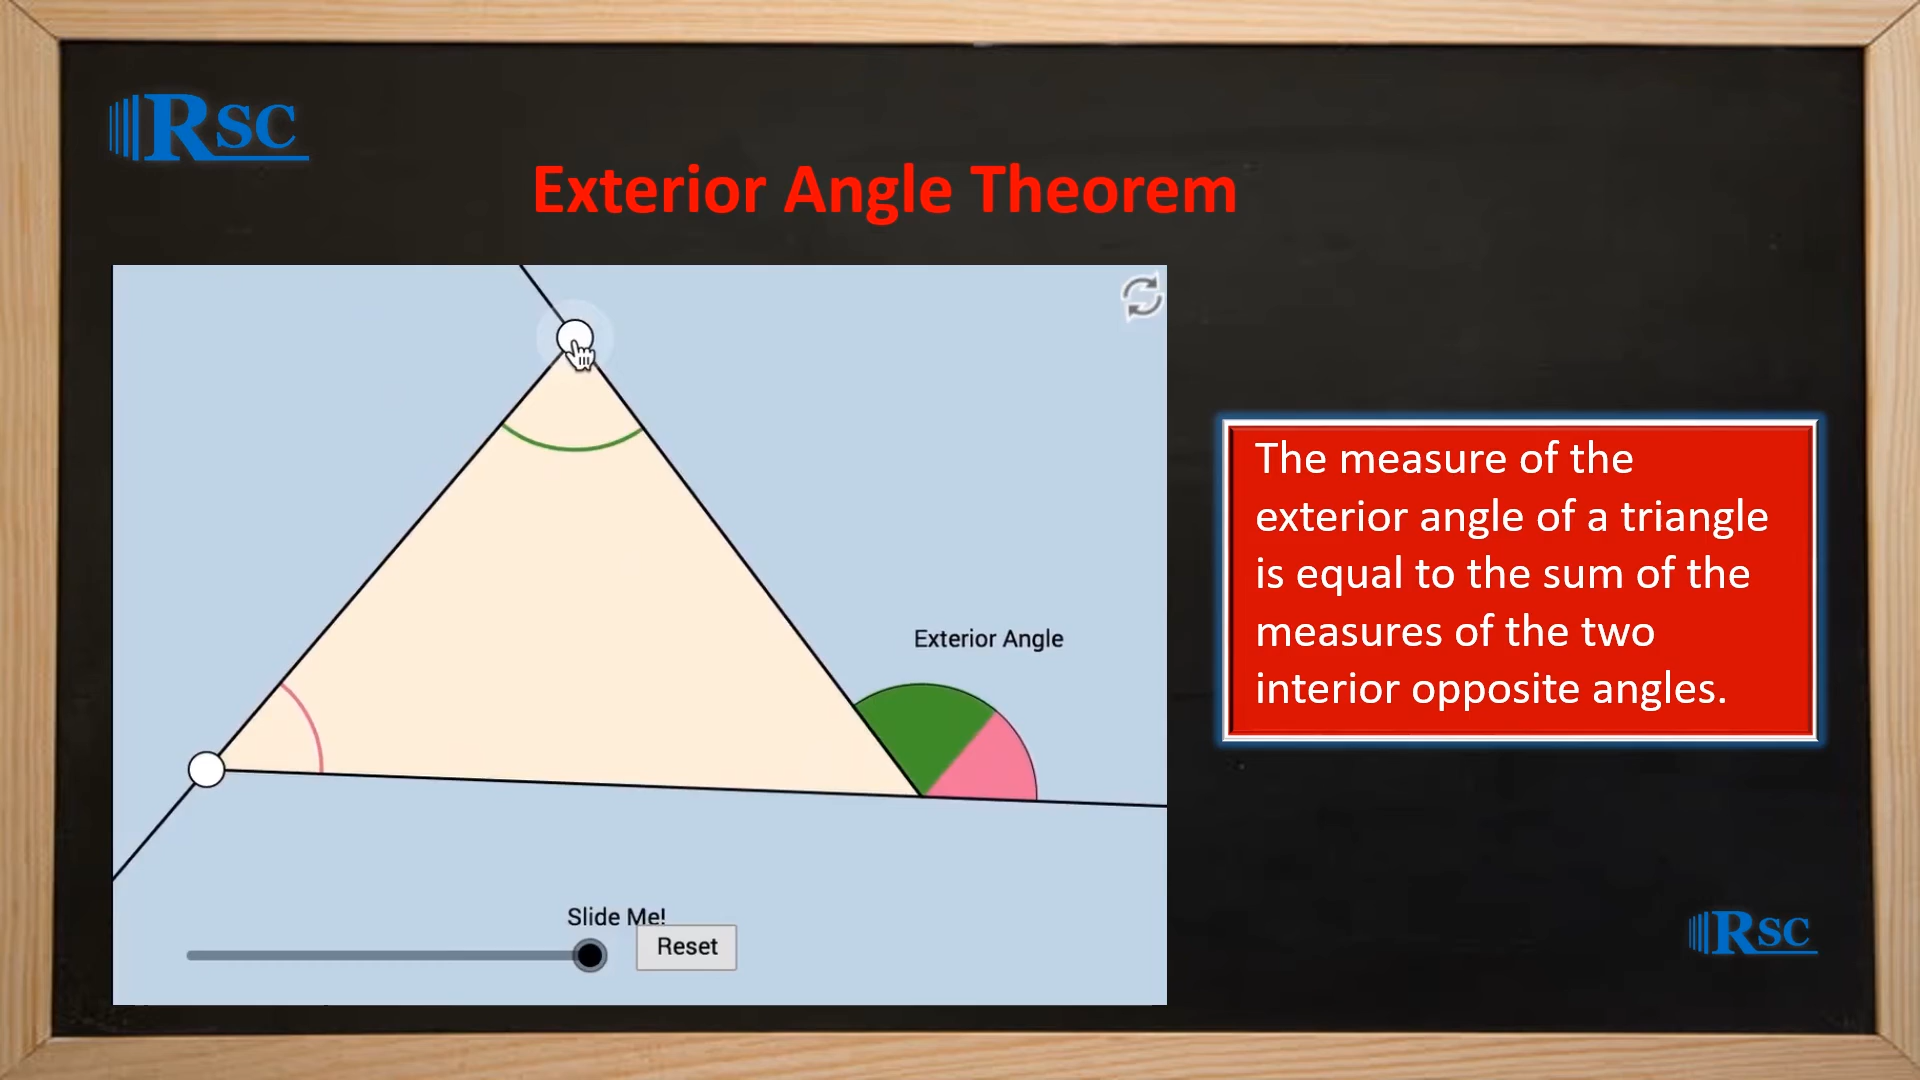 RSC
Exterior Angle Theorem
Exterior Angle
Slide Me!
Reset
The measure of the
exterior angle of a triangle
is equal to the sum of the
measures of the two
interior opposite angles.
RSC